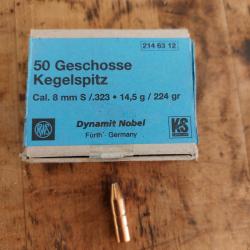 214 63 12
50 Geschosse
Kegelspitz
Cal. 8 mm S /.323 • 14,5 g / 224 gr
RWS
Dynamit Nobel
Fürth · Germany
K&S